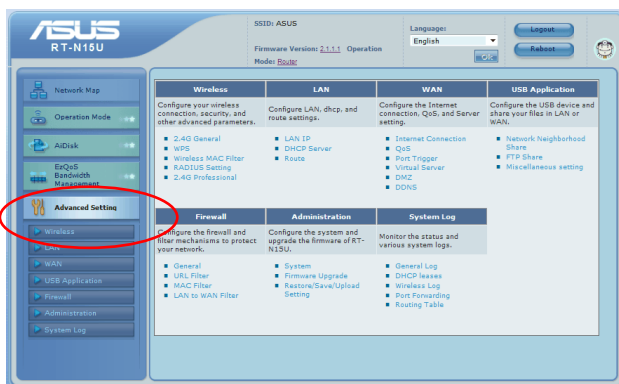 ASUS
RT-N15U
SSID: ASUS
Firmware Version: 2.1.1.1 Operation
Mode: Router
Language:
English
OK
Logout
Reboot
Network Map
Operation Mode
AiDisk
EzQoS
Bandwidth
Management
Advanced Setting
Wireless
LAN
WAN
USB Application
Firewall
Administration
System Log
Wireless
Configure your wireless
connection, security, and
other advanced parameters.
2.4G General
WPS
Wireless MAC Filter
RADIUS Setting
2.4G Professional
LAN
Configure LAN, dhcp, and
route settings.
LAN IP
DHCP Server
Route
WAN
Configure the Internet
connection, QoS, and Server
setting.
Internet Connection
QoS
Port Trigger
Virtual Server
DMZ
DDNS
USB Application
Configure the USB device and
share your files in LAN or
WAN.
Network Neighborhood
Share
FTP Share
Miscellaneous setting
Firewall
Configure the firewall and
filter mechanisms to protect
your network.
General
URL Filter
MAC Filter
LAN to WAN Filter
Administration
Configure the system and
upgrade the firmware of RT-
N15U.
System
Firmware Upgrade
Restore/Save/Upload
Setting
System Log
Monitor the status and
various system logs.
General Log
DHCP leases
Wireless Log
Port Forwarding
Routing Table